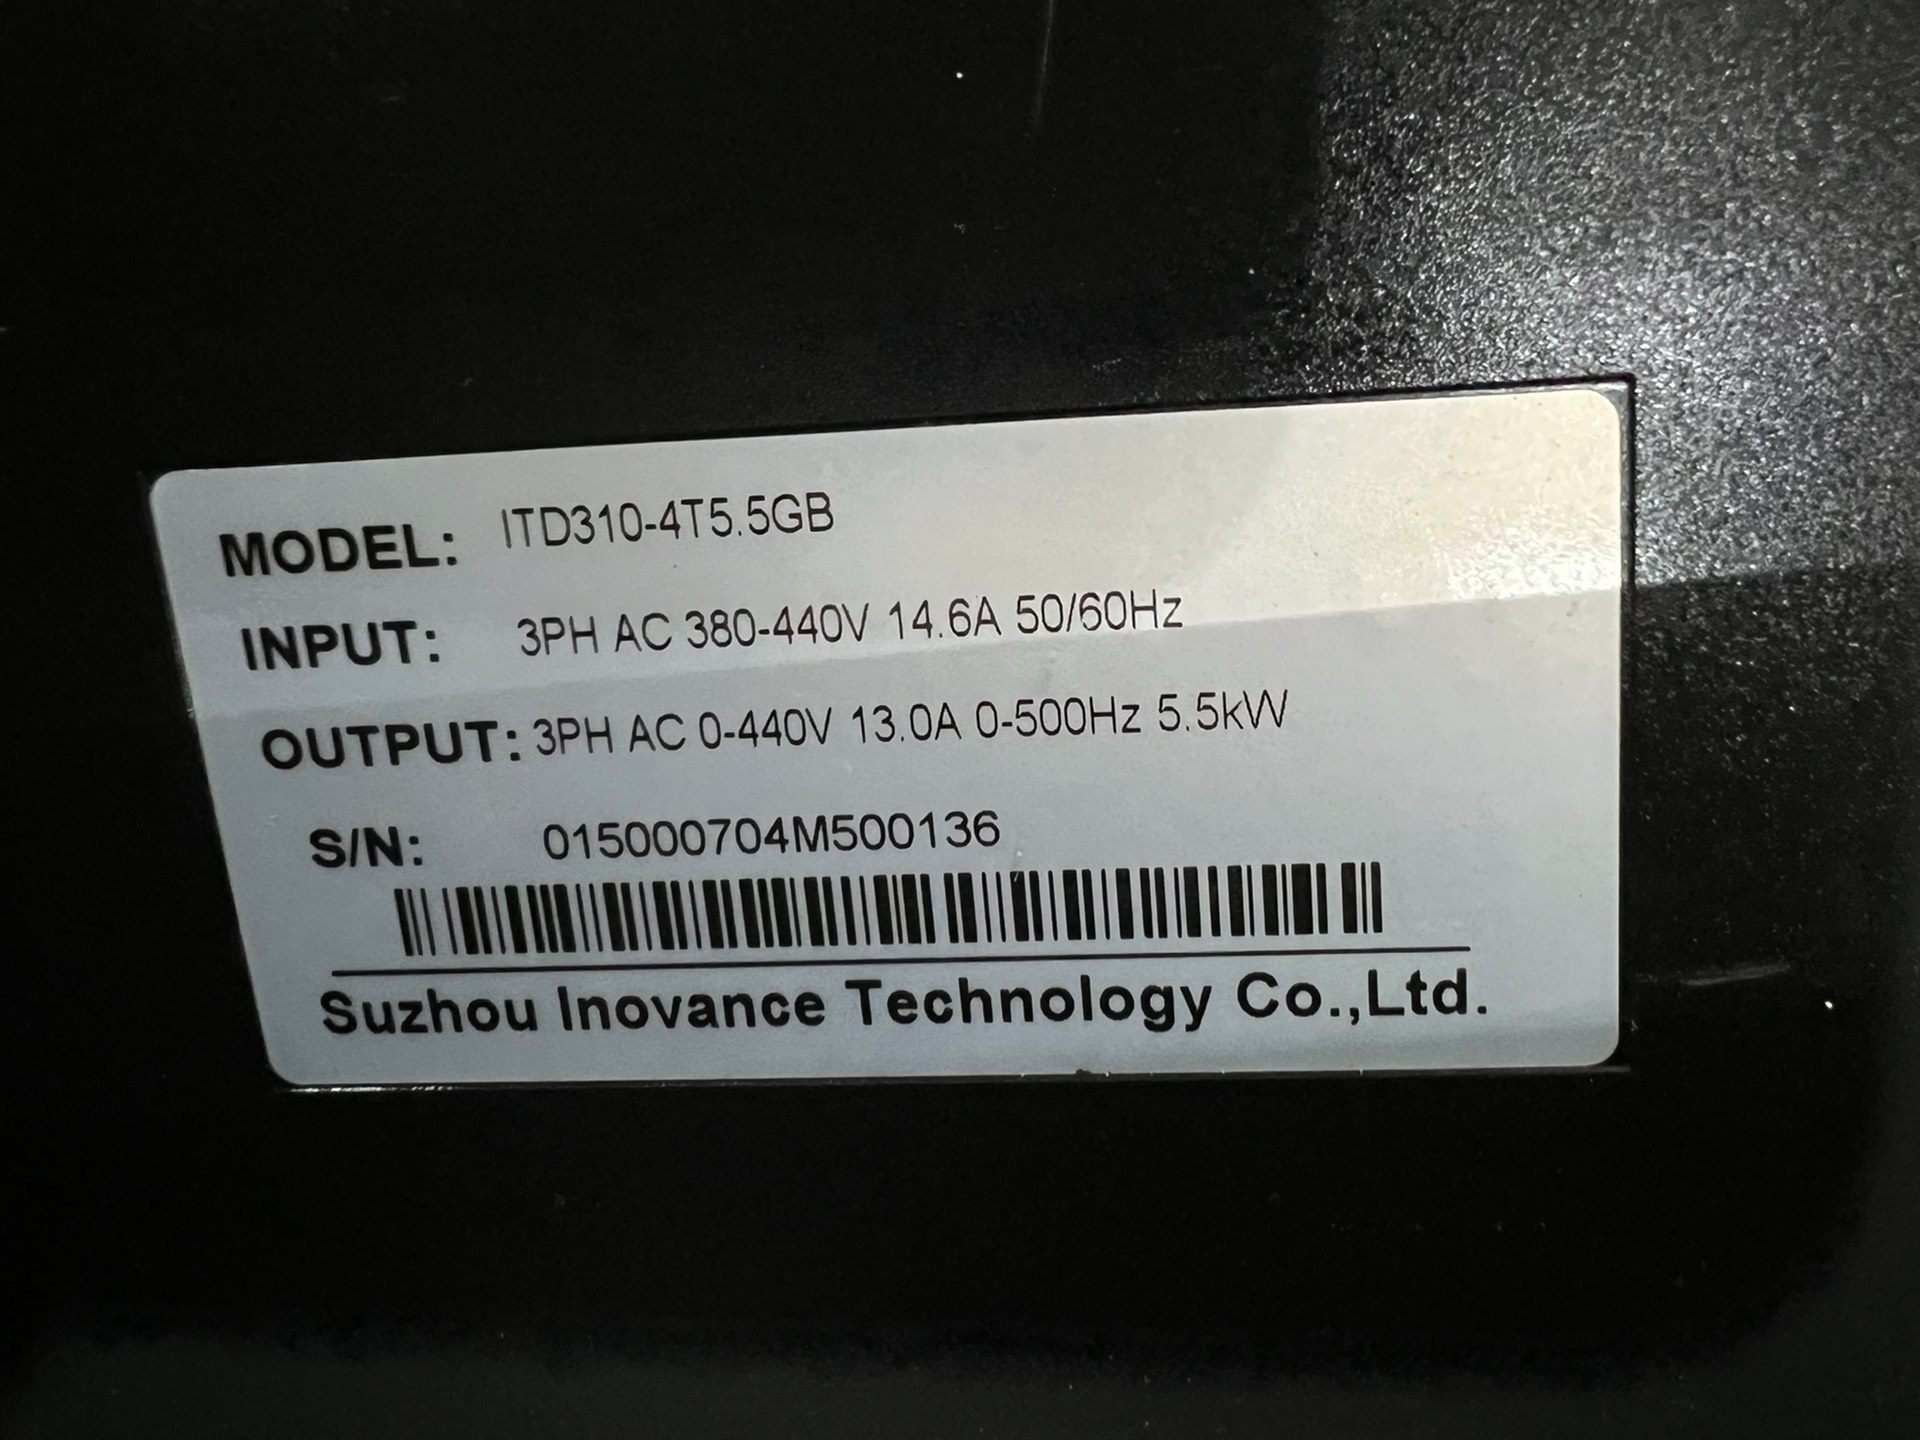 MODEL: ITD310-4T5.5GB
INPUT: 3PH AC 380-440V 14.6A 50/60Hz
OUTPUT: 3PH AC 0-440V 13.0A 0-500Hz 5.5kW
S/N: 015000704M500136
Suzhou Inovance Technology Co.,Ltd.